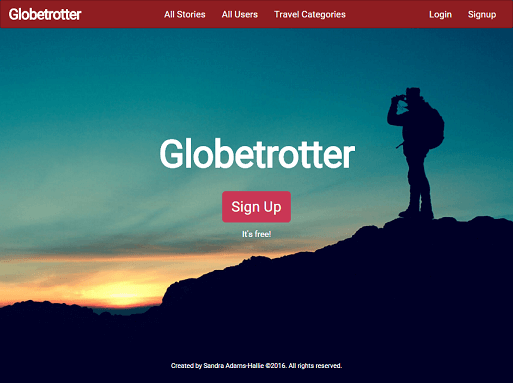 Globetrotter All Stories All Users Travel Categories Login Signup
Globetrotter
Sign Up
It's free!
Created by Sandra Adams-Hallie ©2016. All rights reserved.